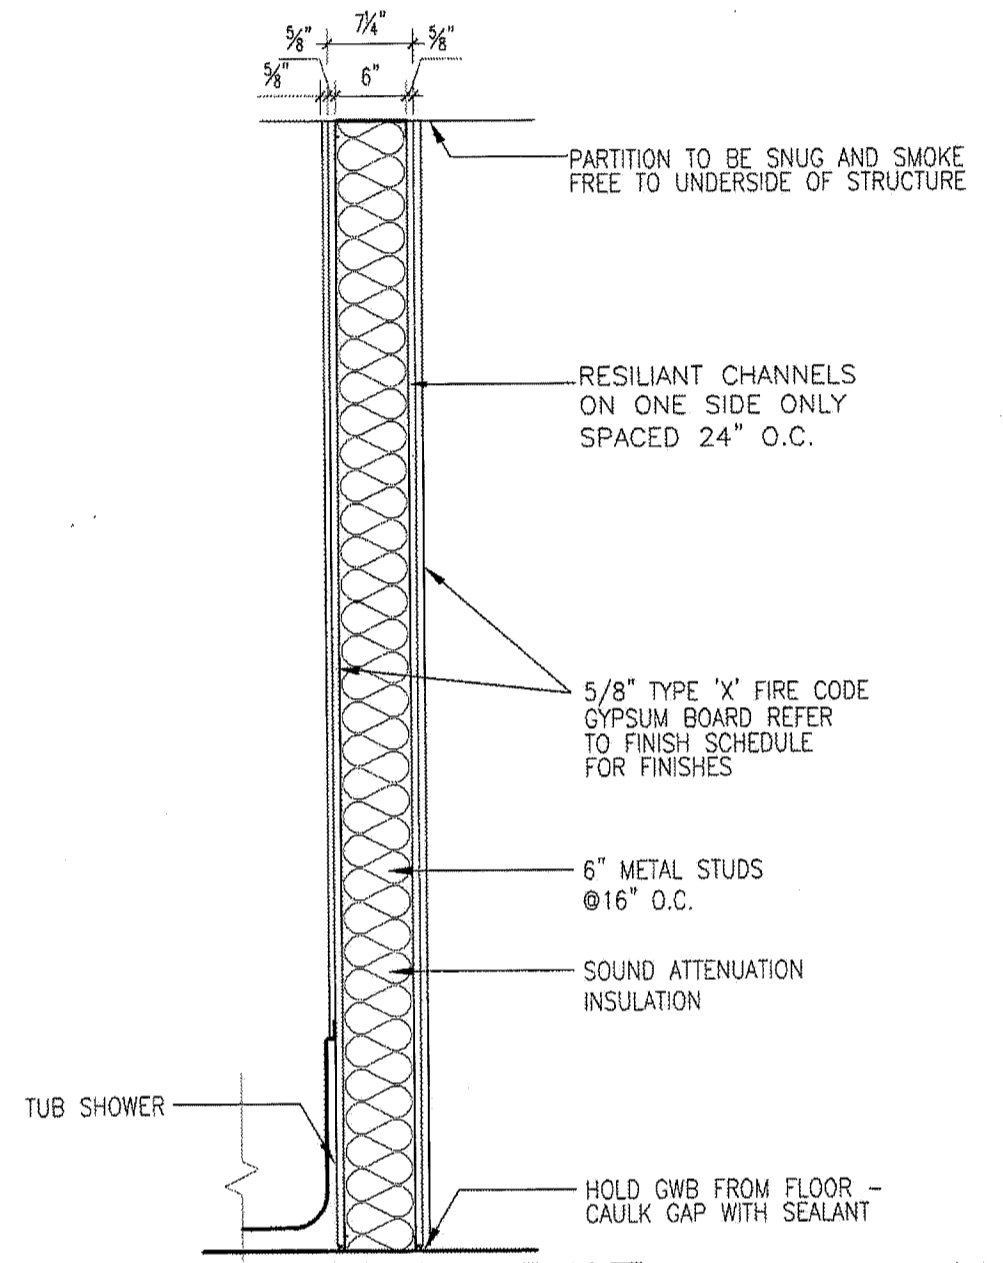 7¼"
⅝" ⅝"
⅝" 6"
PARTITION TO BE SNUG AND SMOKE
FREE TO UNDERSIDE OF STRUCTURE
RESILIANT CHANNELS
ON ONE SIDE ONLY
SPACED 24" O.C.
5/8" TYPE 'X' FIRE CODE
GYPSUM BOARD REFER
TO FINISH SCHEDULE
FOR FINISHES
6" METAL STUDS
@16" O.C.
SOUND ATTENUATION
INSULATION
TUB SHOWER
HOLD GWB FROM FLOOR -
CAULK GAP WITH SEALANT